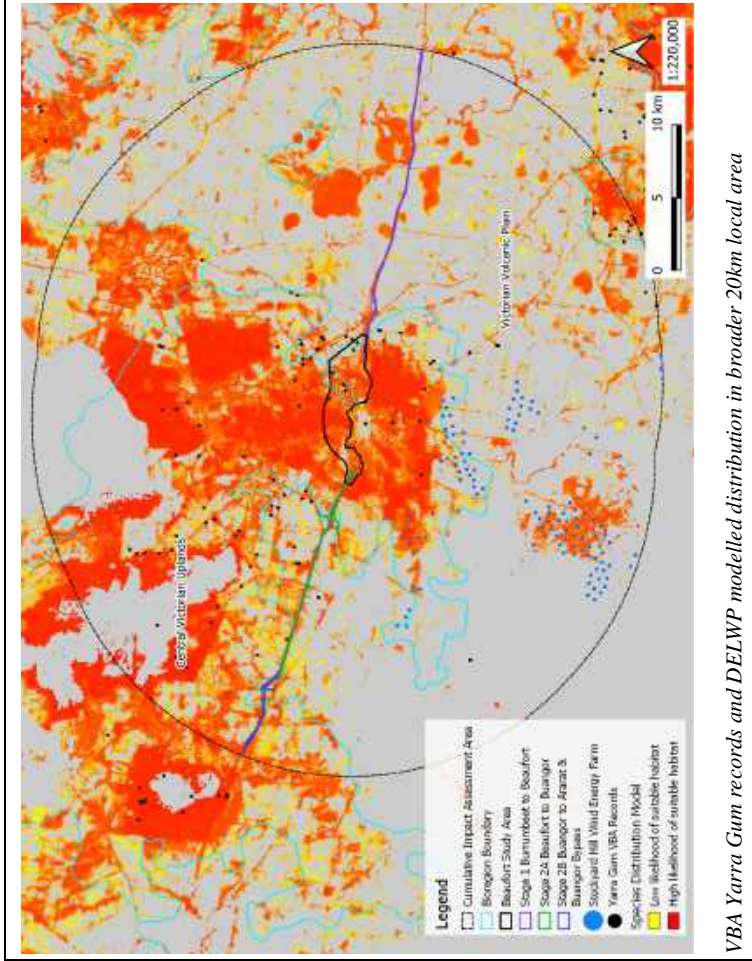 Central Victorian Uplands
Victorian Volcanic Plain
Legend
Cumulative Impact Assessment Area
Bioregion Boundary
Beaufort Study Area
Stage 1 Burrumbeet to Beaufort
Stage 2A Beaufort to Buangor
Stage 2B Buangor to Ararat &
Buangor Bypass
Stockyard Hill Wind Energy Farm
Yarra Gum VBA Records
Species Distribution Model
Low likelihood of suitable habitat
High likelihood of suitable habitat
0 5 10 km
1:220,000
VBA Yarra Gum records and DELWP modelled distribution in broader 20km local area